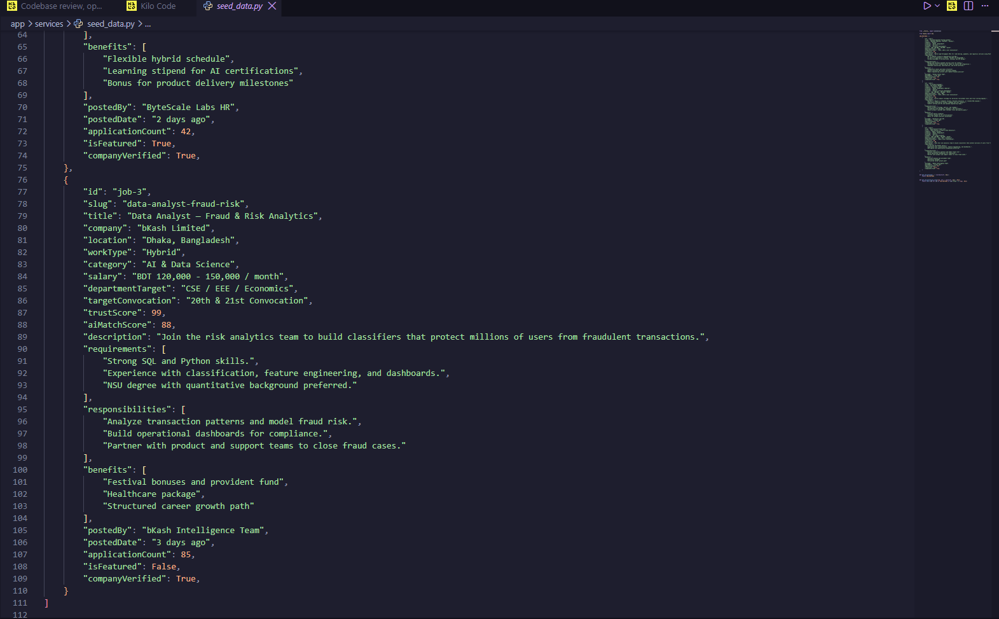 Codebase review, op...
Kilo Code
seed_data.py
app > services > seed_data.py > ...
64 ],
65 "benefits": [
66 "Flexible hybrid schedule",
67 "Learning stipend for AI certifications",
68 "Bonus for product delivery milestones"
69 ],
70 "postedBy": "ByteScale Labs HR",
71 "postedDate": "2 days ago",
72 "applicationCount": 42,
73 "isFeatured": True,
74 "companyVerified": True,
75 },
76 {
77 "id": "job-3",
78 "slug": "data-analyst-fraud-risk",
79 "title": "Data Analyst – Fraud & Risk Analytics",
80 "company": "bKash Limited",
81 "location": "Dhaka, Bangladesh",
82 "workType": "Hybrid",
83 "category": "AI & Data Science",
84 "salary": "BDT 120,000 - 150,000 / month",
85 "departmentTarget": "CSE / EEE / Economics",
86 "targetConvocation": "20th & 21st Convocation",
87 "trustScore": 99,
88 "aiMatchScore": 88,
89 "description": "Join the risk analytics team to build classifiers that protect millions of users from fraudulent transactions.",
90 "requirements": [
91 "Strong SQL and Python skills.",
92 "Experience with classification, feature engineering, and dashboards.",
93 "NSU degree with quantitative background preferred."
94 ],
95 "responsibilities": [
96 "Analyze transaction patterns and model fraud risk.",
97 "Build operational dashboards for compliance.",
98 "Partner with product and support teams to close fraud cases."
99 ],
100 "benefits": [
101 "Festival bonuses and provident fund",
102 "Healthcare package",
103 "Structured career growth path"
104 ],
105 "postedBy": "bKash Intelligence Team",
106 "postedDate": "3 days ago",
107 "applicationCount": 85,
108 "isFeatured": False,
109 "companyVerified": True,
110 }
111 ]
112